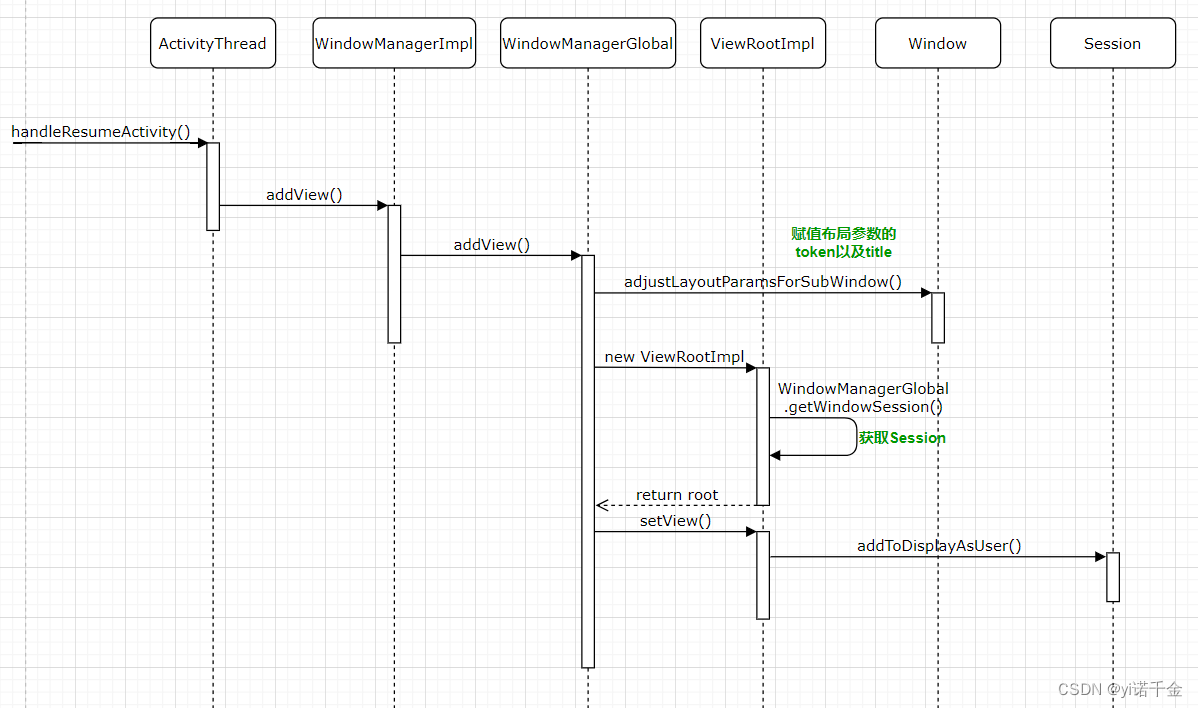 ActivityThread
WindowManagerImpl
WindowManagerGlobal
ViewRootImpl
Window
Session
handleResumeActivity()
addView()
addView()
赋值布局参数的
token以及title
adjustLayoutParamsForSubWindow()
new ViewRootImpl
WindowManagerGlobal
.getWindowSession()
获取Session
return root
setView()
addToDisplayAsUser()
CSDN @yi诺千金